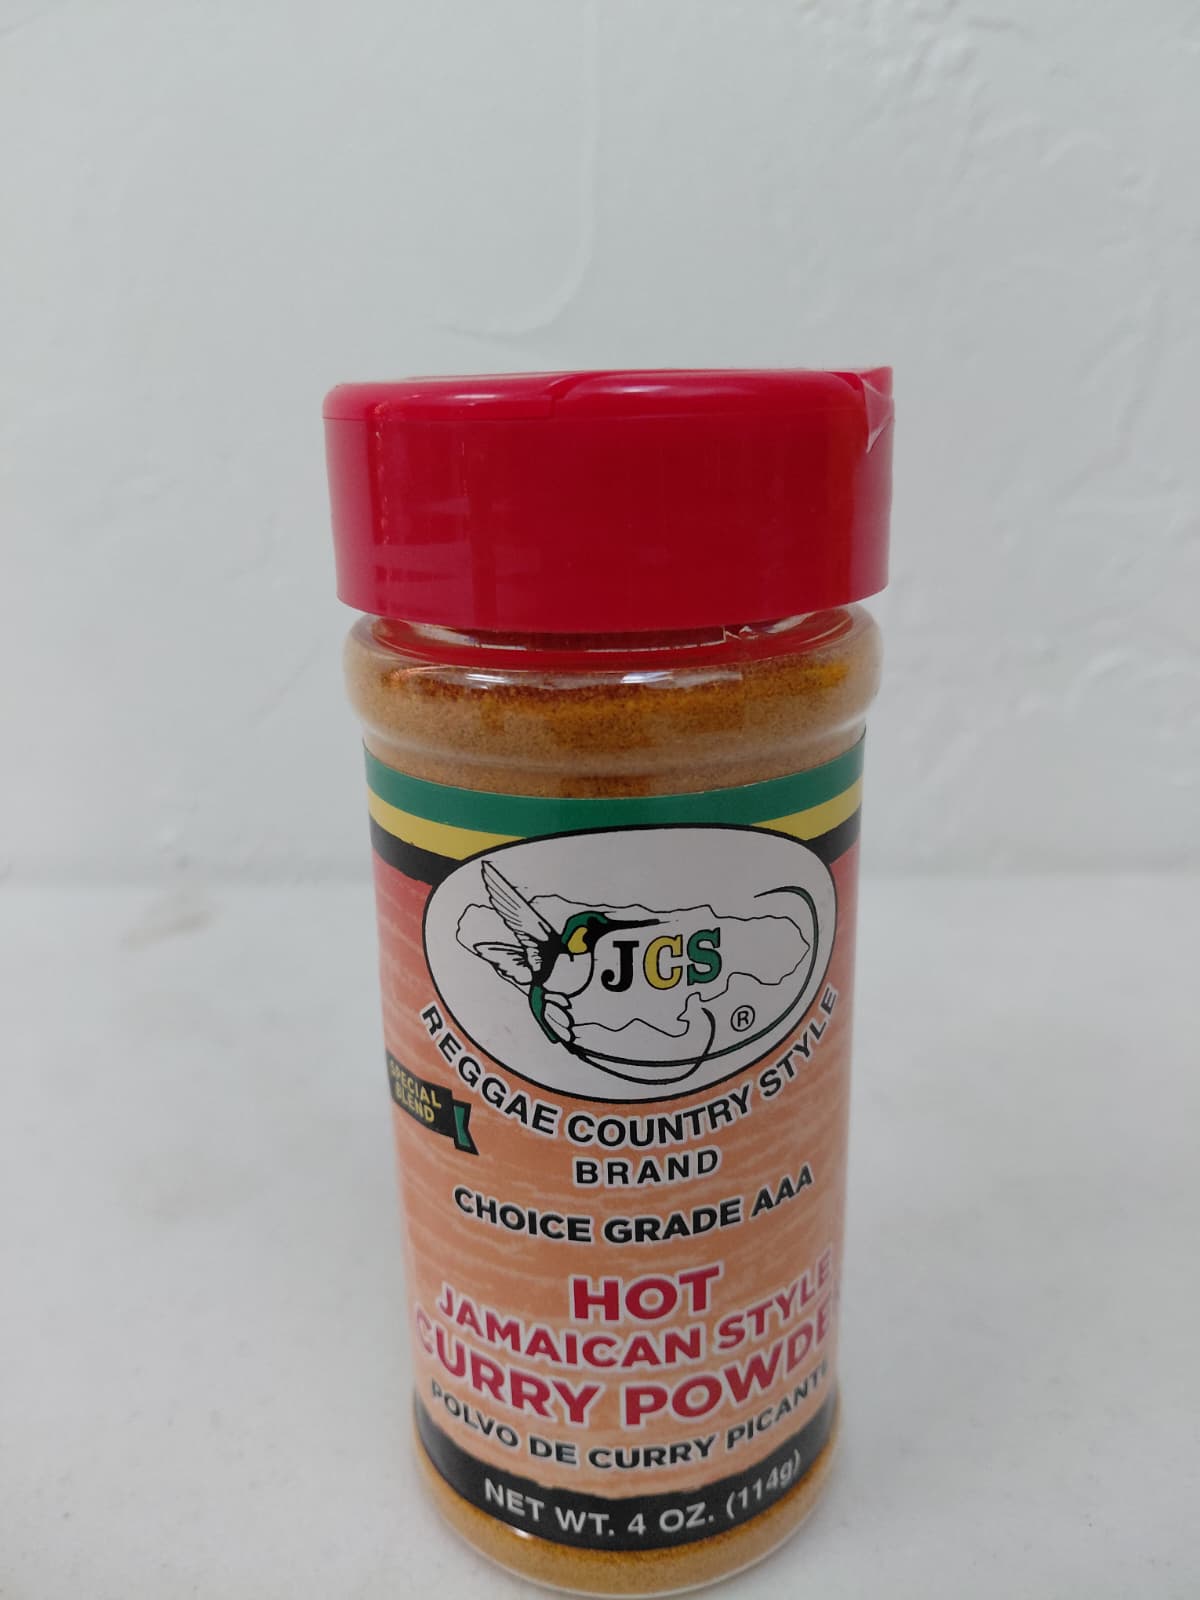 JCS
®
REGGAE COUNTRY STYLE
BRAND
SPECIAL
BLEND
CHOICE GRADE AAA
HOT
JAMAICAN STYLE
CURRY POWDER
POLVO DE CURRY PICANTE
NET WT. 4 OZ. (114g)